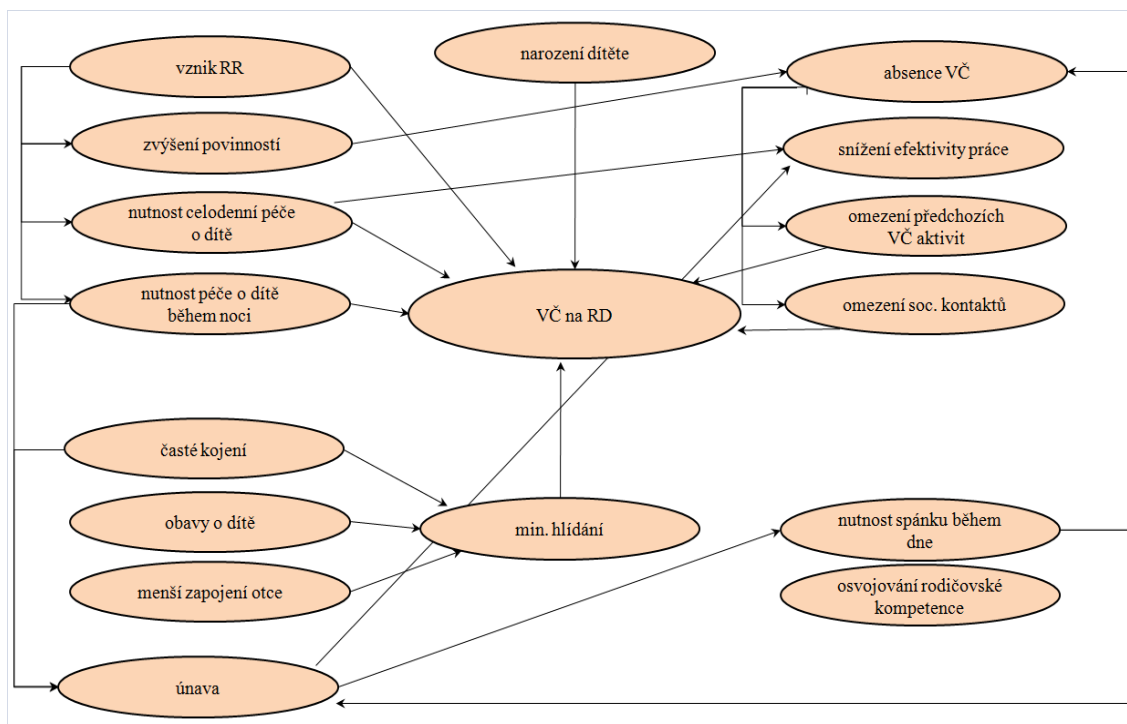 vznik RR
narození dítěte
absence VČ
zvýšení povinností
snížení efektivity práce
nutnost celodenní péče
o dítě
omezení předchozích
VČ aktivit
nutnost péče o dítě
během noci
VČ na RD
omezení soc. kontaktů
časté kojení
obavy o dítě
min. hlídání
nutnost spánku během
dne
menší zapojení otce
osvojování rodičovské
kompetence
únava